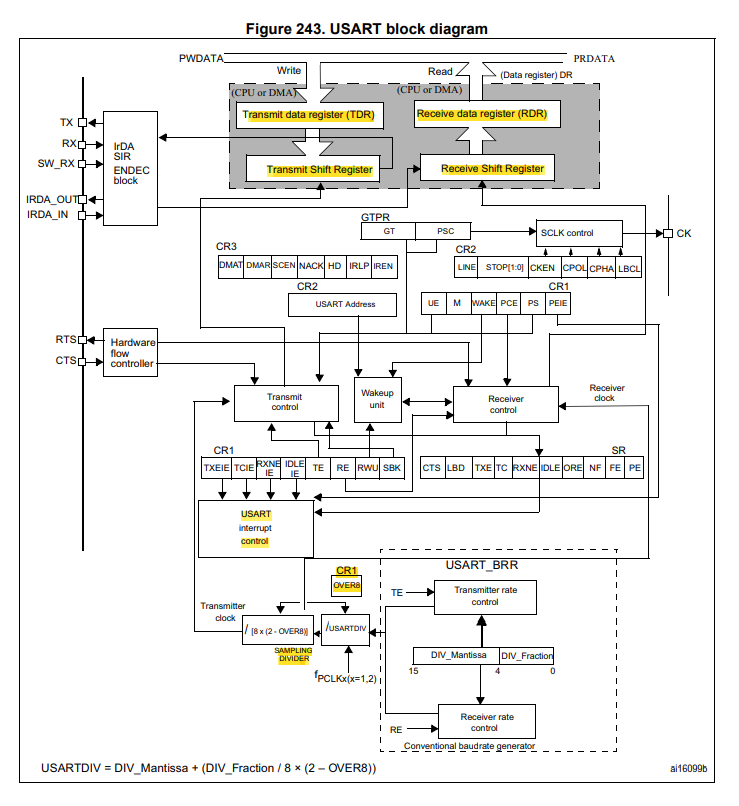 Figure 243. USART block diagram
PWDATA
PRDATA
Write
Read
(Data register) DR
(CPU or DMA)
(CPU or DMA)
Transmit data register (TDR)
Receive data register (RDR)
TX
RX
SW_RX
IRDA_OUT
IRDA_IN
IrDA
SIR
ENDEC
block
Transmit Shift Register
Receive Shift Register
GTPR
GT
PSC
SCLK control
CK
CR3
DMAT DMAR SCEN NACK HD IRLP IREN
CR2
LINE STOP[1:0] CKEN CPOL CPHA LBCL
CR2
USART Address
CR1
UE M WAKE PCE PS PEIE
RTS
CTS
Hardware
flow
controller
Transmit
control
Wakeup
unit
Receiver
control
Receiver
clock
CR1
TXEIE TCIE RXNE IE IDLE IE TE RE RWU SBK
SR
CTS LBD TXE TC RXNE IDLE ORE NF FE PE
USART
interrupt
control
CR1
OVER8
Transmitter
clock
/ [8 x (2 - OVER8)]
SAMPLING
DIVIDER
/USARTDIV
fPCLKx(x=1,2)
USART_BRR
TE
Transmitter rate
control
DIV_Mantissa DIV_Fraction
15 4 0
RE
Receiver rate
control
Conventional baudrate generator
USARTDIV = DIV_Mantissa + (DIV_Fraction / 8 × (2 – OVER8))
ai16099b